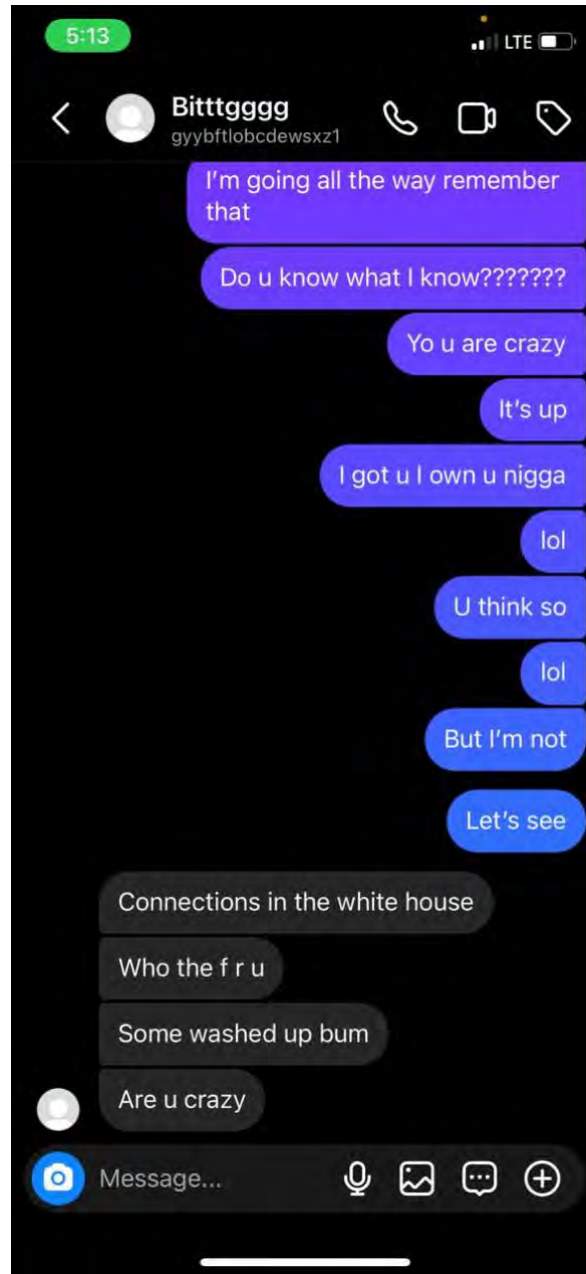 5:13
LTE
Bitttgggg
gyybftlobcdewsxz1
I'm going all the way remember
that
Do u know what I know???????
Yo u are crazy
It's up
I got u I own u nigga
lol
U think so
lol
But I'm not
Let's see
Connections in the white house
Who the f r u
Some washed up bum
Are u crazy
Message...